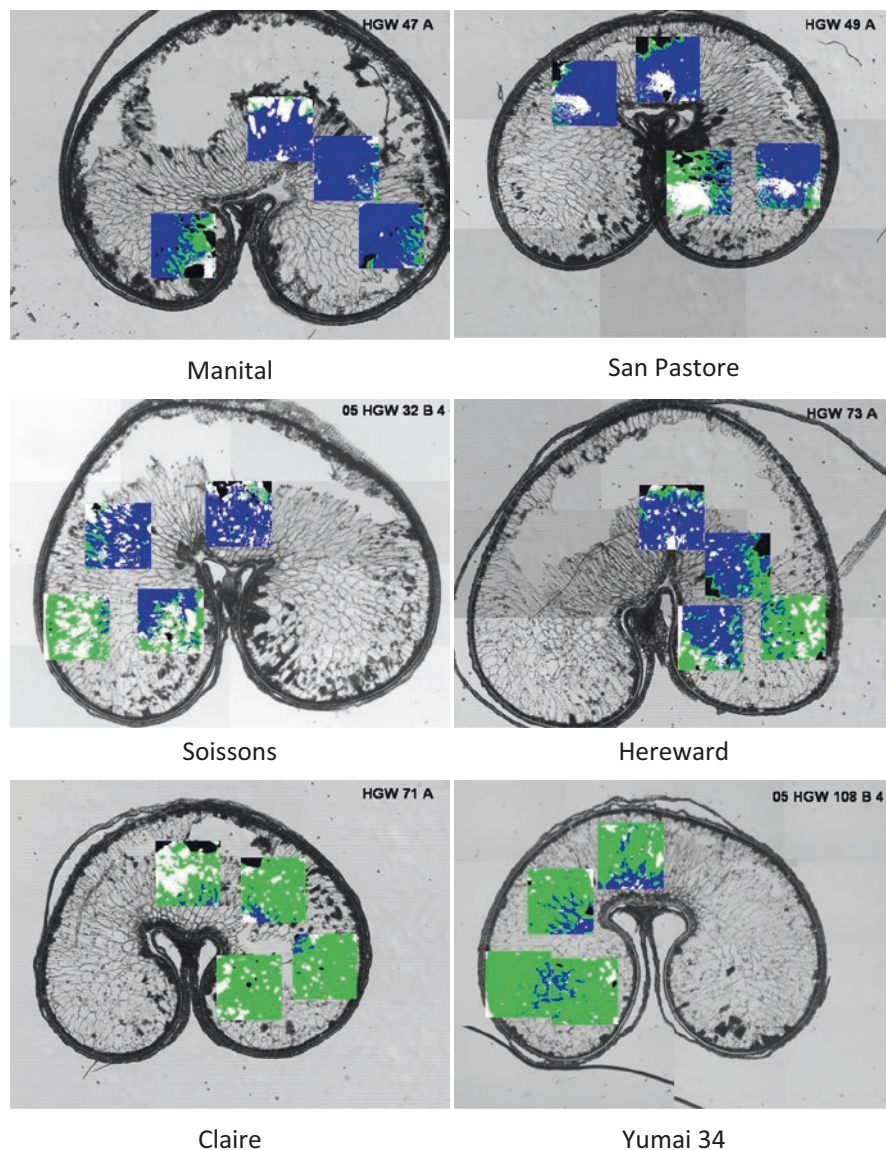 HGW 47 A
HGW 49 A
Manital
San Pastore
05 HGW 32 B 4
HGW 73 A
Soissons
Hereward
HGW 71 A
05 HGW 108 B 4
Claire
Yumai 34